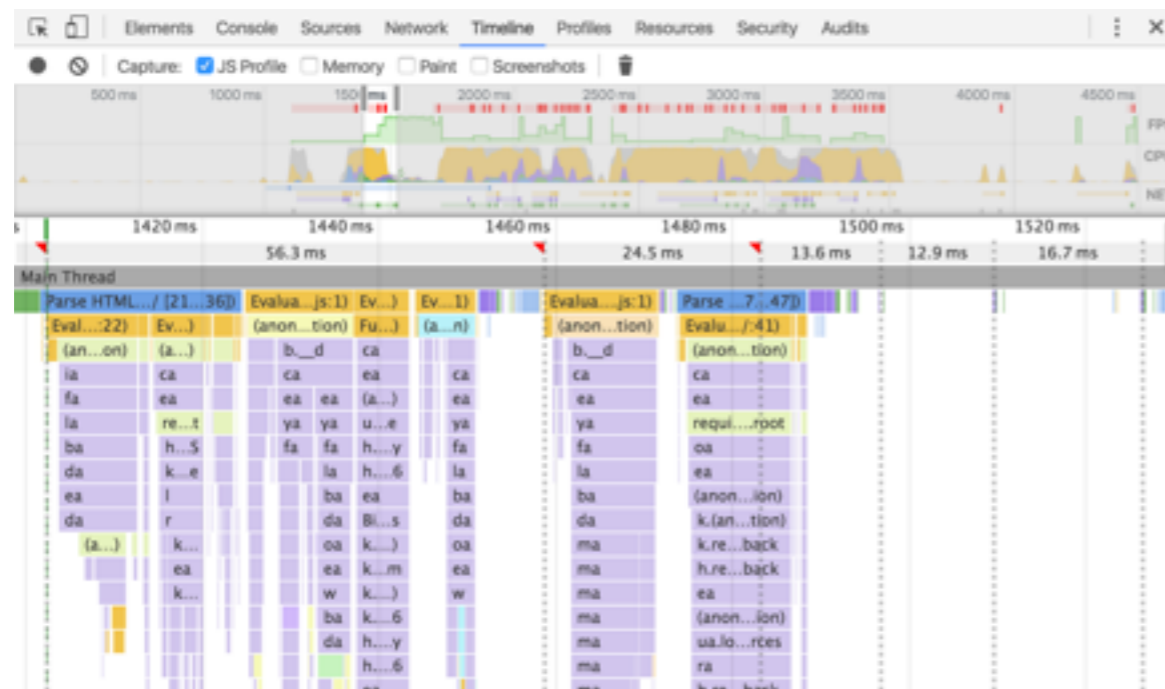 Elements Console Sources Network Timeline Profiles Resources Security Audits
Capture: JS Profile Memory Paint Screenshots
500 ms 1000 ms ms 2000 ms 2500 ms 3000 ms 3500 ms 4000 ms 4500 ms
FP
CP
NE
1420 ms 1440 ms 1460 ms 1480 ms 1500 ms 1520 ms
56.3 ms 24.5 ms 13.6 ms 12.9 ms 16.7 ms
Main Thread
Parse HTML.../ [21...36]) Evalua...js:1) Ev...) Ev...1) Evalua...js:1) Parse ...7...47])
Eval...:22) Ev...) (anon...tion) Fu...) (a...n) (anon...tion) Evalu.../:41)
(an...on) (a...) b.__d ca b.__d (anon...tion)
ia ca ca ea ca ca ca
fa ea ea ea (a...) ea ea ea
la re...t ya ya u...e ya ya requi....root
ba h...S fa fa h....y fa fa oa
da k...e la h....6 la la ea
ea l ba ea ba ba (anon...ion)
da r da Bi...s da da k.(an...tion)
(a...) k... oa k....) oa ma k.re...back
ea ea k....m ea ma h.re...back
k... w k....) w ma ea
ba k....6 ma (anon...ion)
da h....y ma ua.lo...rces
h....6 ma ra